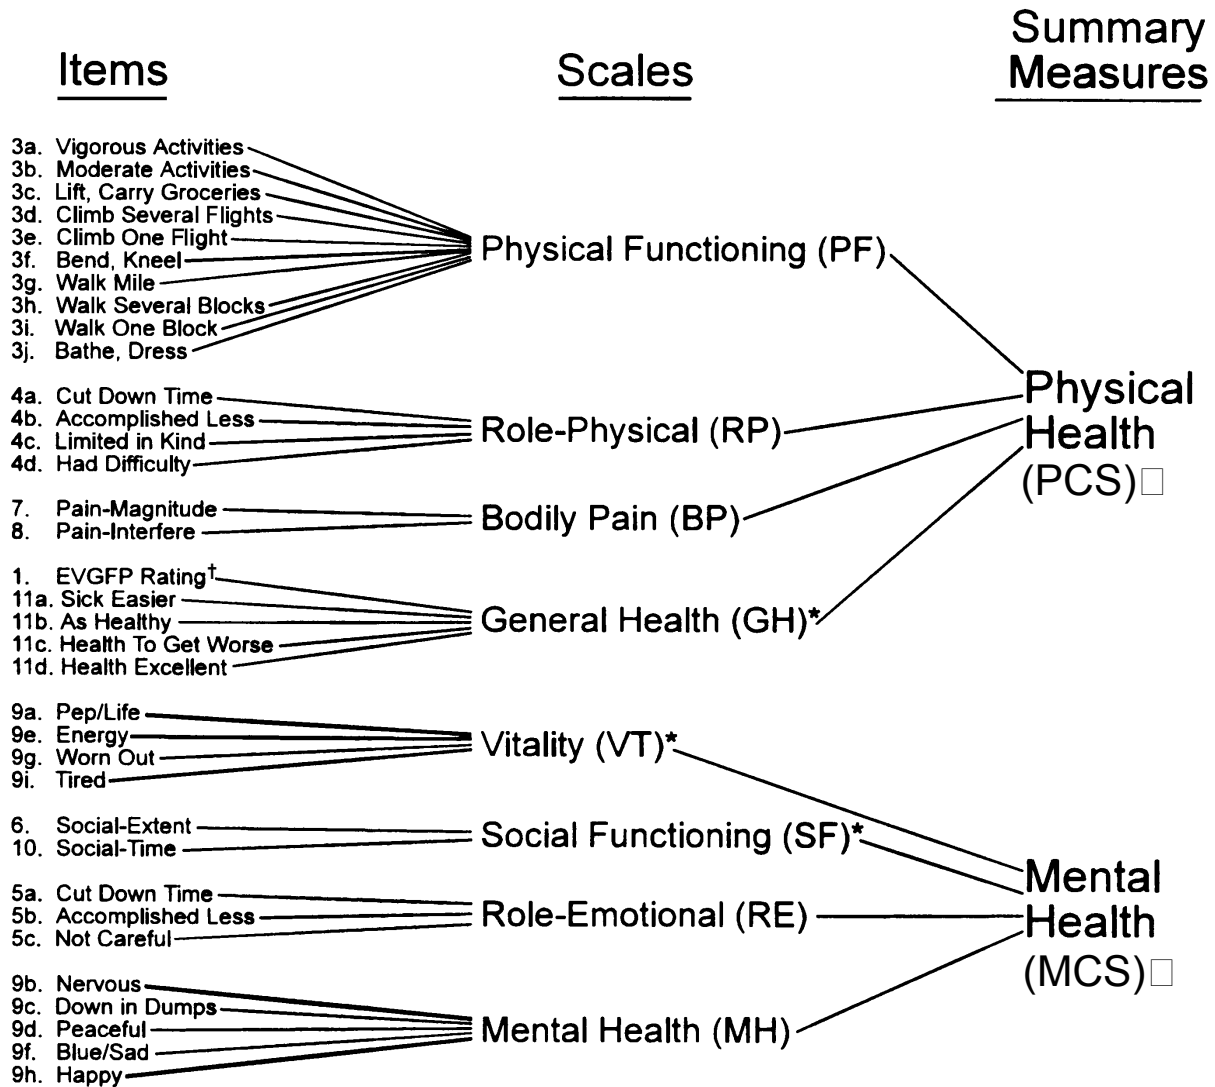 Items
Scales
Summary
Measures
3a. Vigorous Activities
3b. Moderate Activities
3c. Lift, Carry Groceries
3d. Climb Several Flights
3e. Climb One Flight
3f. Bend, Kneel
3g. Walk Mile
3h. Walk Several Blocks
3i. Walk One Block
3j. Bathe, Dress
Physical Functioning (PF)
4a. Cut Down Time
4b. Accomplished Less
4c. Limited in Kind
4d. Had Difficulty
Role-Physical (RP)
7. Pain-Magnitude
8. Pain-Interfere
Bodily Pain (BP)
1. EVGFP Rating†
11a. Sick Easier
11b. As Healthy
11c. Health To Get Worse
11d. Health Excellent
General Health (GH)*
Physical
Health
(PCS)□
9a. Pep/Life
9e. Energy
9g. Worn Out
9i. Tired
Vitality (VT)*
6. Social-Extent
10. Social-Time
Social Functioning (SF)*
5a. Cut Down Time
5b. Accomplished Less
5c. Not Careful
Role-Emotional (RE)
9b. Nervous
9c. Down in Dumps
9d. Peaceful
9f. Blue/Sad
9h. Happy
Mental Health (MH)
Mental
Health
(MCS)□